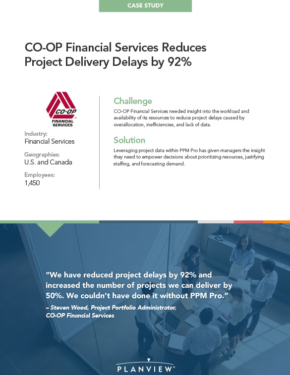 CASE STUDY
CO-OP Financial Services Reduces
Project Delivery Delays by 92%
CO-OP
FINANCIAL
SERVICES
Industry:
Financial Services
Geographies:
U.S. and Canada
Employees:
1,450
Challenge
CO-OP Financial Services needed insight into the workload and
availability of its resources to reduce project delays caused by
overallocation, inefficiencies, and lack of data.
Solution
Leveraging project data within PPM Pro has given managers the insight
they need to empower decisions about prioritizing resources, justifying
staffing, and forecasting demand.
"We have reduced project delays by 92% and
increased the number of projects we can deliver by
50%. We couldn't have done it without PPM Pro."
– Steven Weed, Project Portfolio Administrator,
CO-OP Financial Services
PLANVIEW